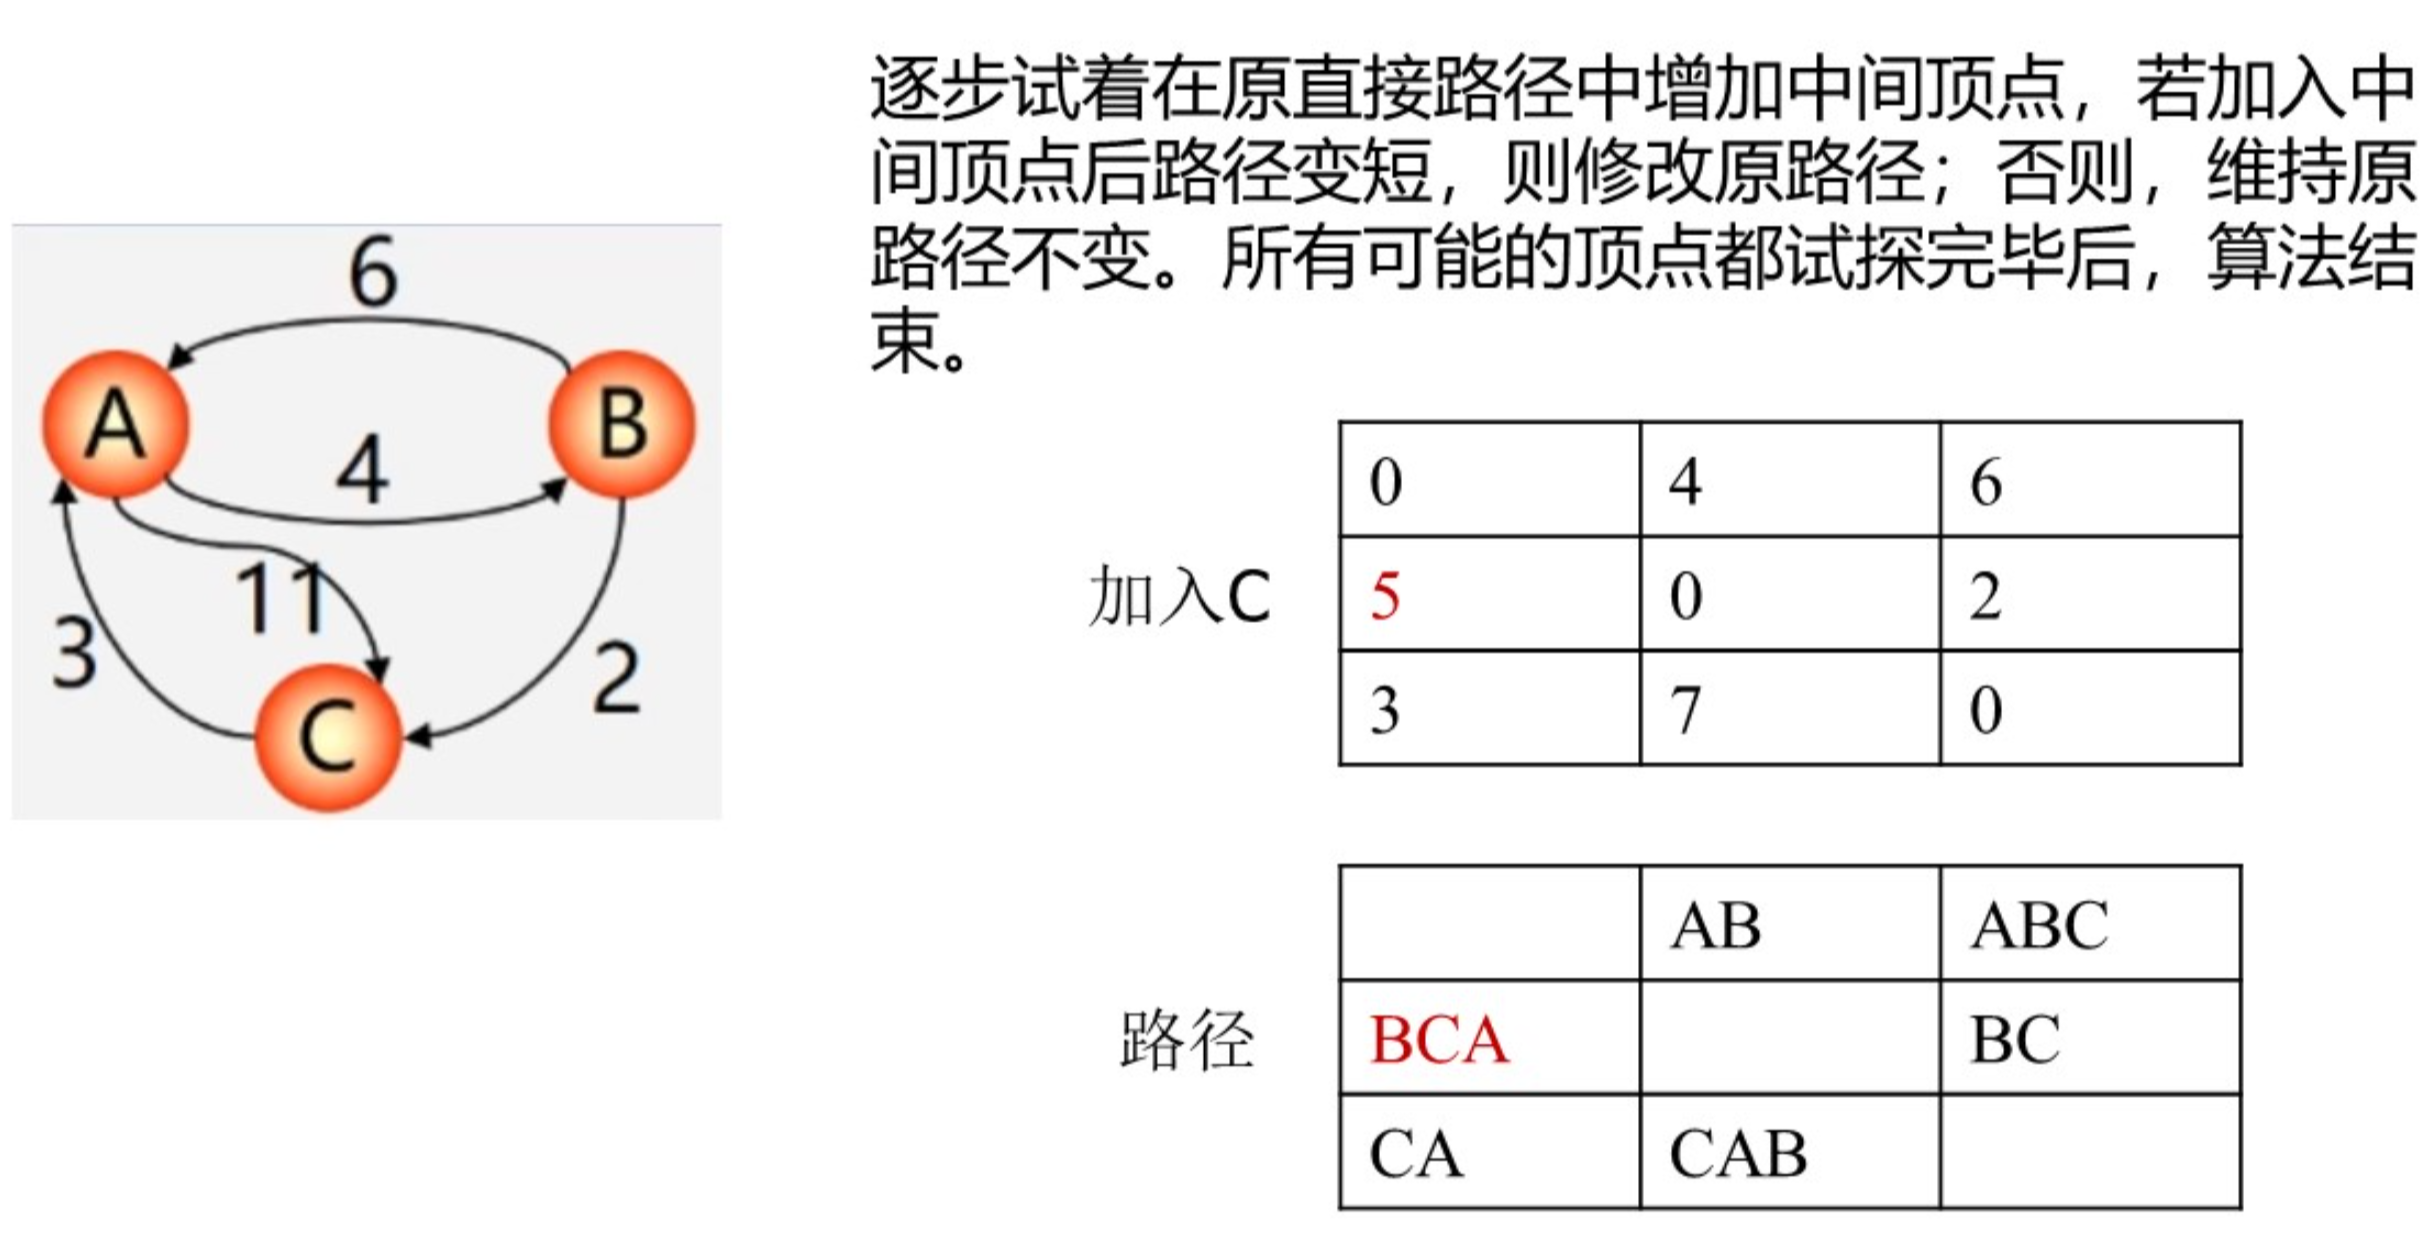 逐步试着在原直接路径中增加中间顶点，若加入中
间顶点后路径变短，则修改原路径；否则，维持原
路径不变。所有可能的顶点都试探完毕后，算法结
束。
6
A
B
4
11
3
2
C
加入C
0 4 6
5 0 2
3 7 0
路径
AB ABC
BCA BC
CA CAB